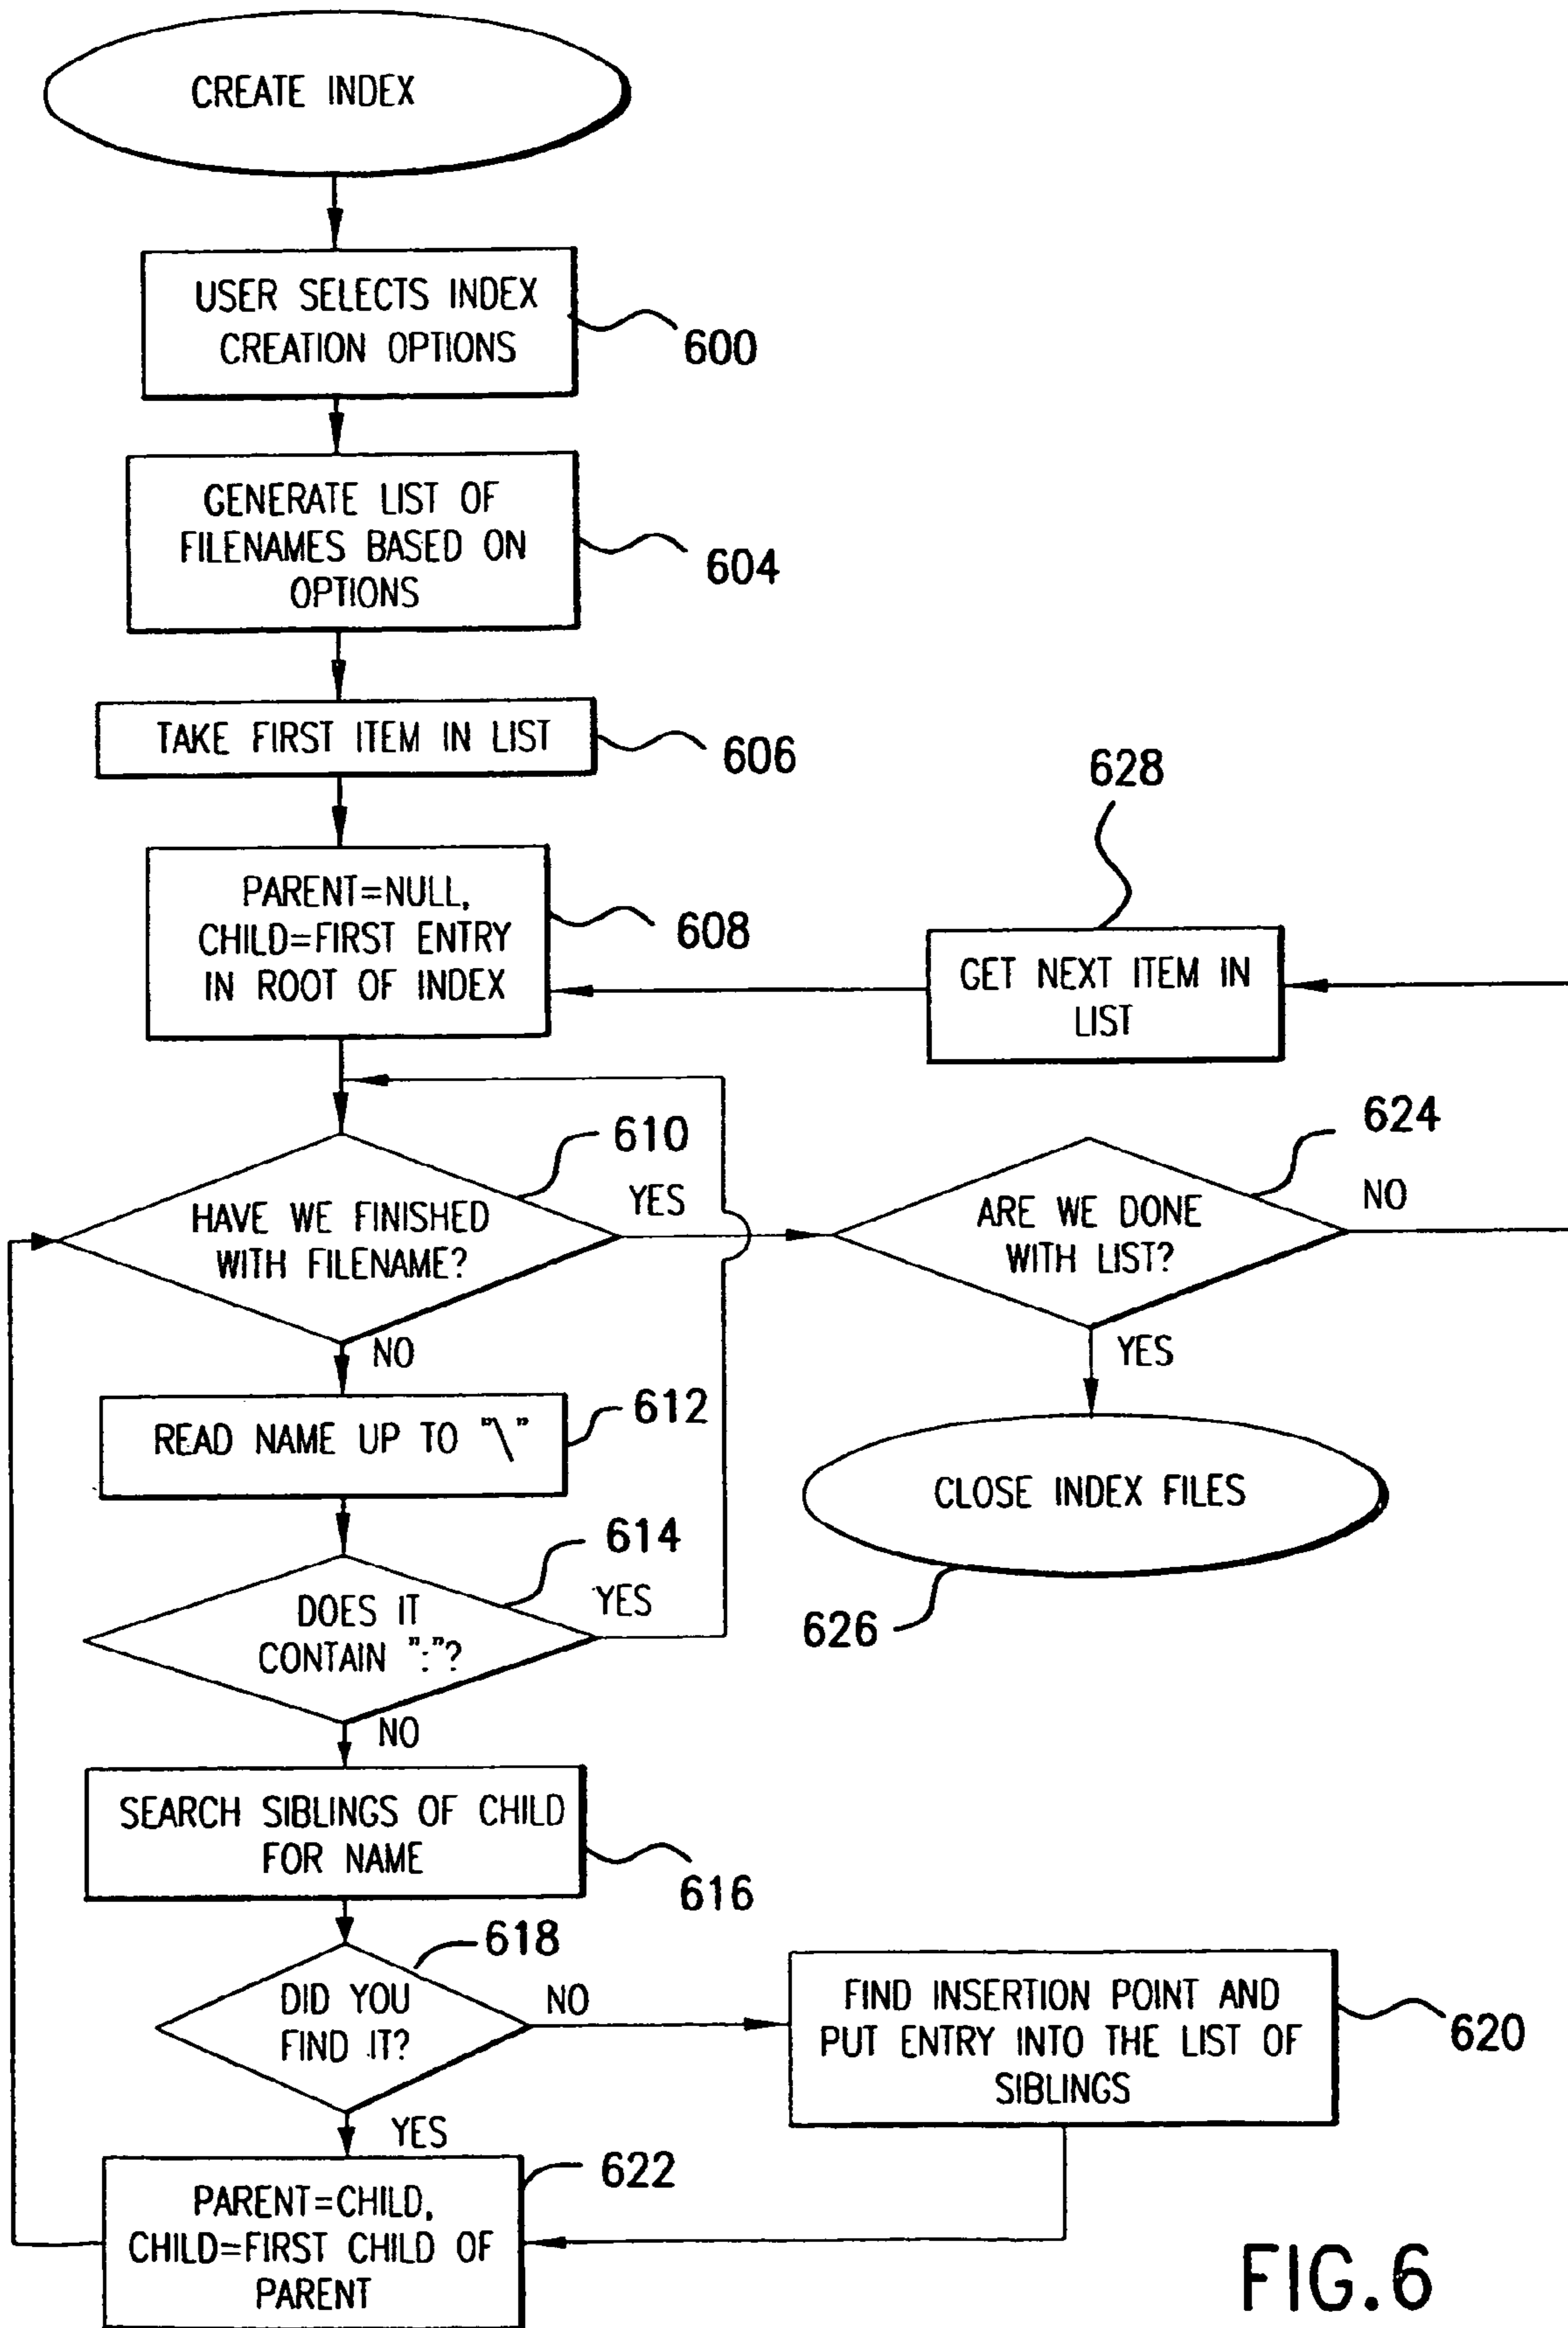 CREATE INDEX
USER SELECTS INDEX
CREATION OPTIONS
600
GENERATE LIST OF
FILENAMES BASED ON
OPTIONS
604
TAKE FIRST ITEM IN LIST
606
PARENT=NULL,
CHILD=FIRST ENTRY
IN ROOT OF INDEX
608
628
GET NEXT ITEM IN
LIST
HAVE WE FINISHED
WITH FILENAME?
610
YES
NO
ARE WE DONE
WITH LIST?
624
NO
YES
READ NAME UP TO "\"
612
CLOSE INDEX FILES
626
DOES IT
CONTAIN ":"?
614
YES
NO
SEARCH SIBLINGS OF CHILD
FOR NAME
616
DID YOU
FIND IT?
618
NO
YES
FIND INSERTION POINT AND
PUT ENTRY INTO THE LIST OF
SIBLINGS
620
PARENT=CHILD,
CHILD=FIRST CHILD OF
PARENT
622
FIG.6